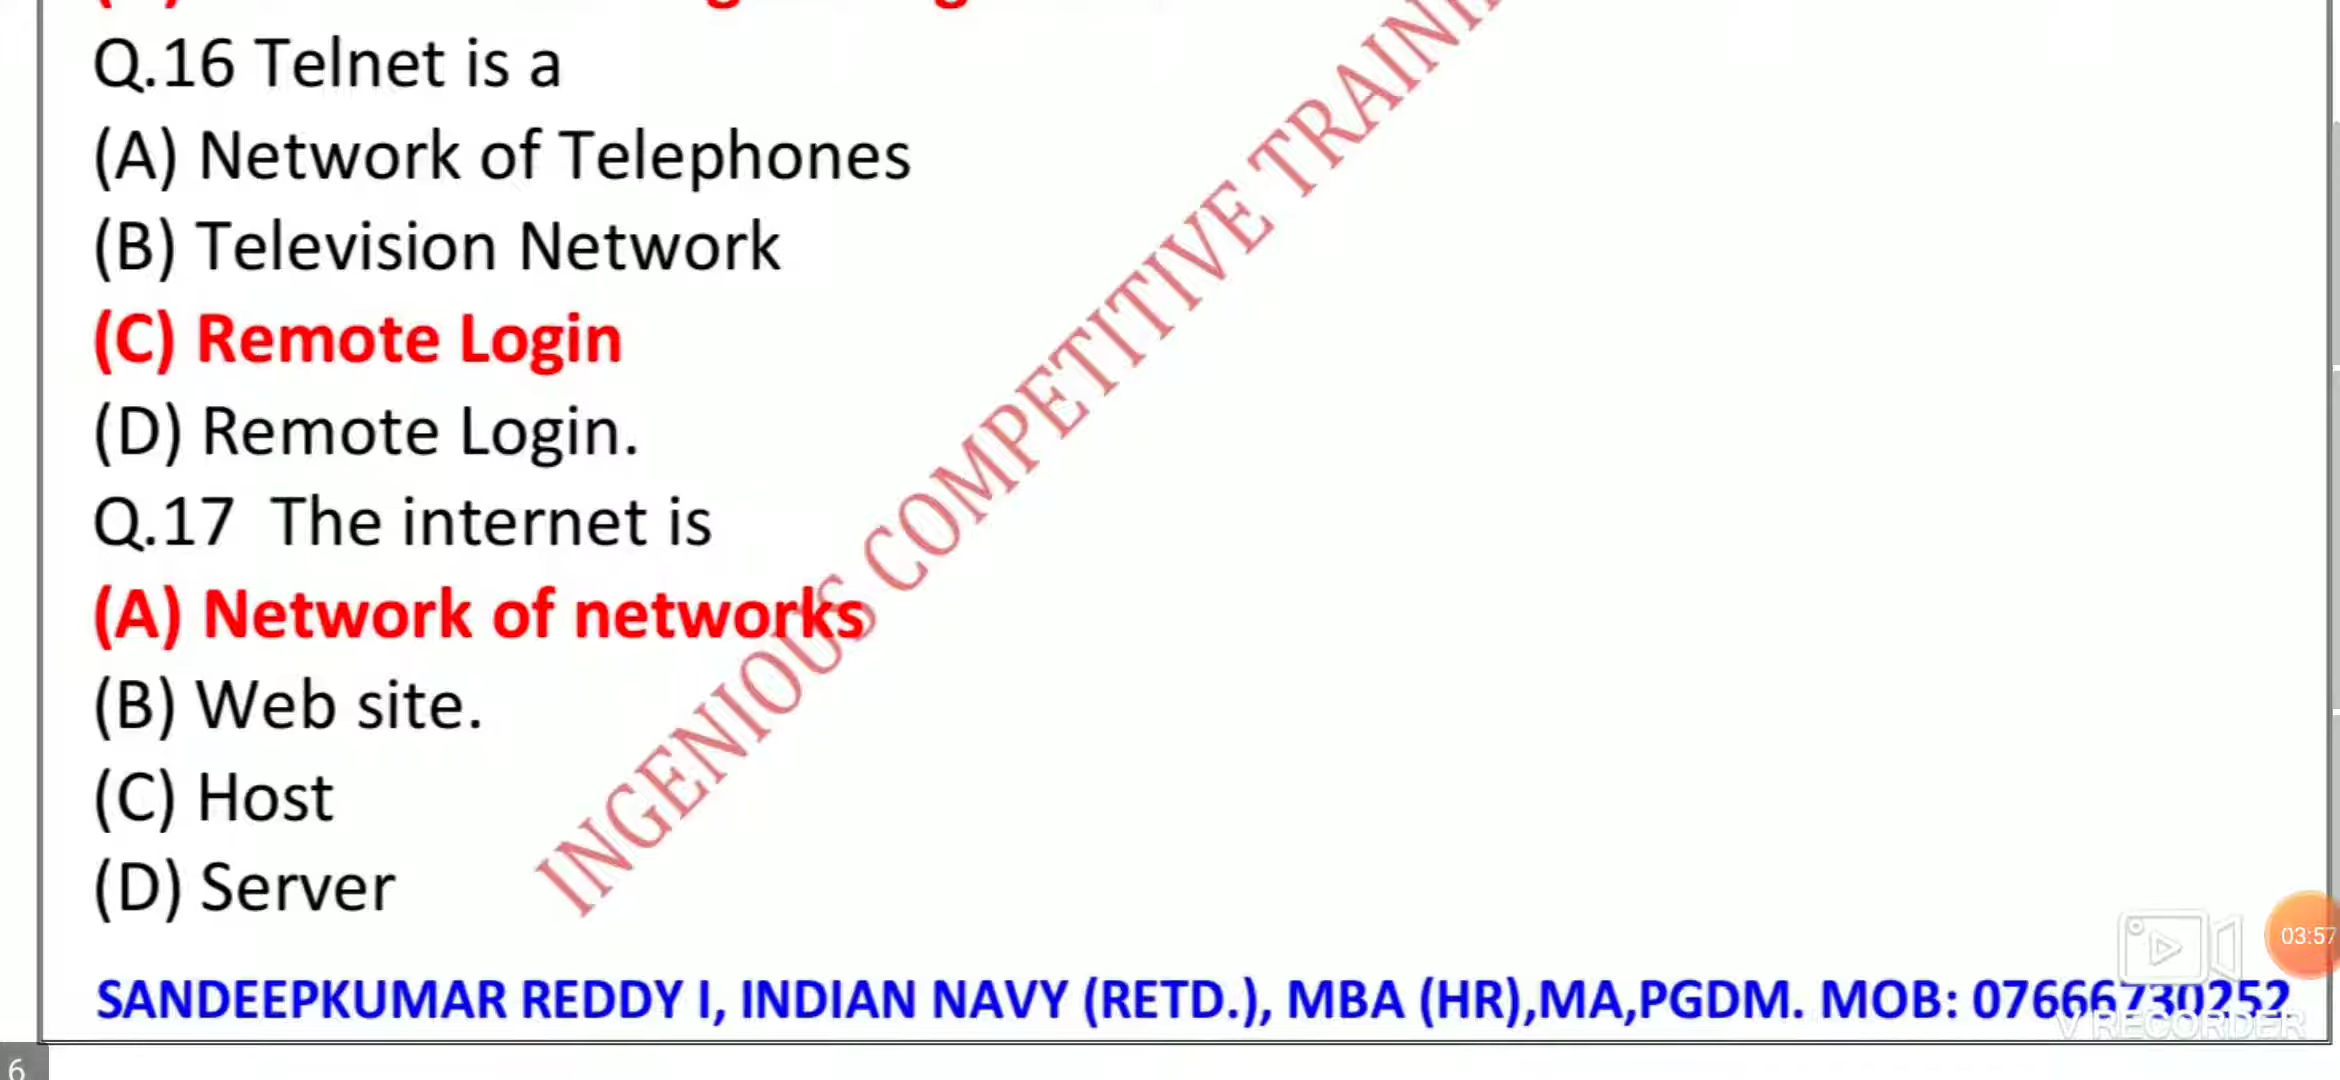 Q.16 Telnet is a
(A) Network of Telephones
(B) Television Network
(C) Remote Login
(D) Remote Login.
Q.17 The internet is
(A) Network of networks
(B) Web site.
(C) Host
(D) Server
INGENIOUS COMPETITIVE
SANDEEPKUMAR REDDY I, INDIAN NAVY (RETD.), MBA (HR),MA,PGDM. MOB: 07666730252
03:57
V RECORDER
6